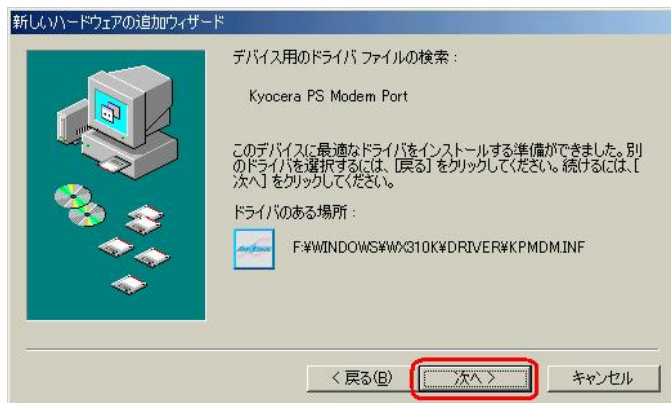 新しいハードウェアの追加ウィザード
デバイス用のドライバ ファイルの検索 :
Kyocera PS Modem Port
このデバイスに最適なドライバをインストールする準備ができました。別
のドライバを選択するには、[戻る] をクリックしてください。続けるには、[
次へ] をクリックしてください。
ドライバのある場所 :
F:¥WINDOWS¥WX310K¥DRIVER¥KPMDM.INF
< 戻る(B)
次へ >
キャンセル